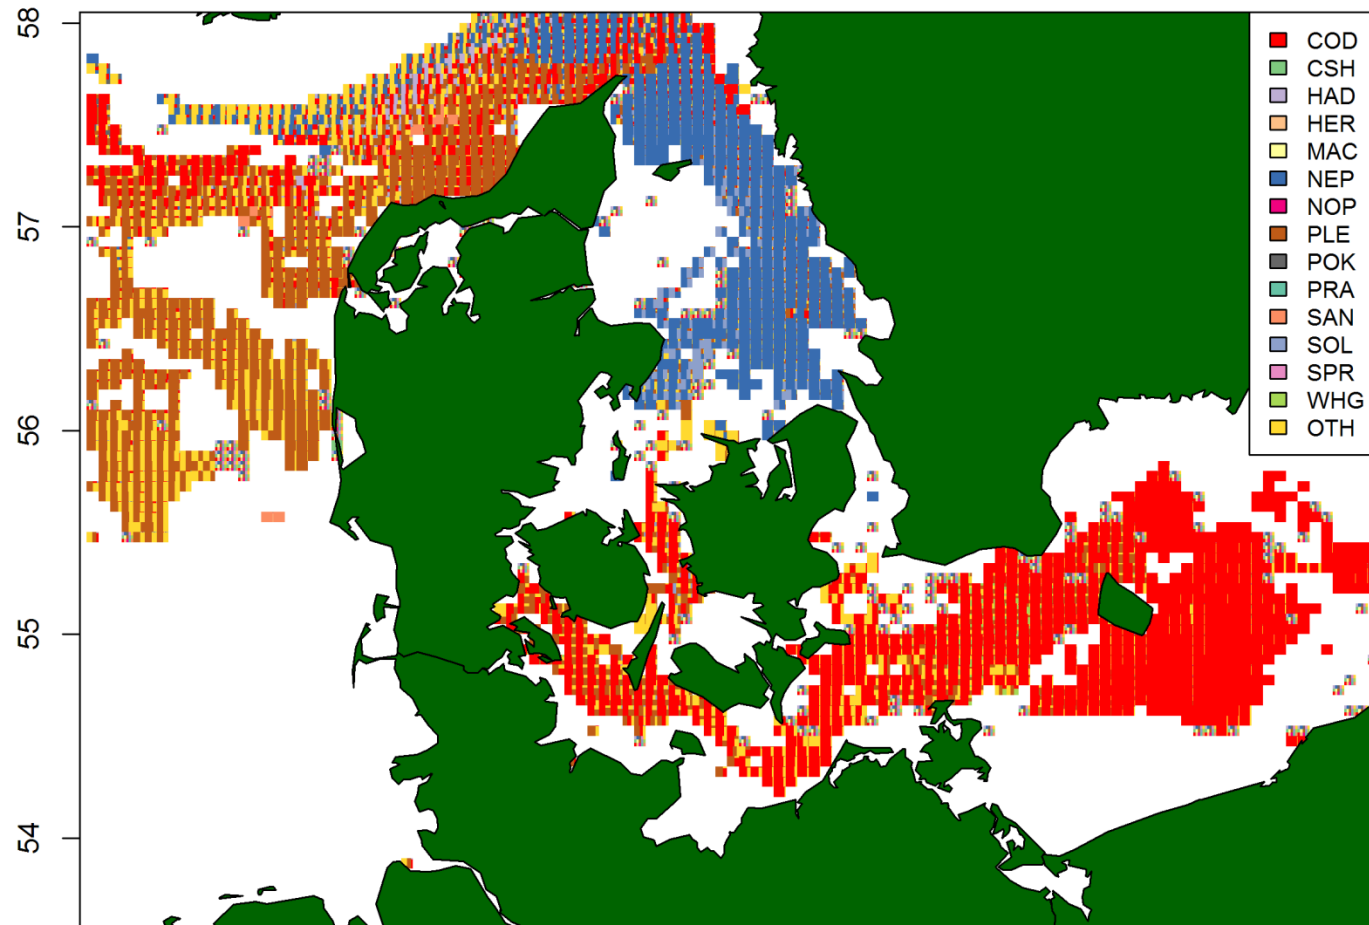 58
57
56
55
54
COD
CSH
HAD
HER
MAC
NEP
NOP
PLE
POK
PRA
SAN
SOL
SPR
WHG
OTH